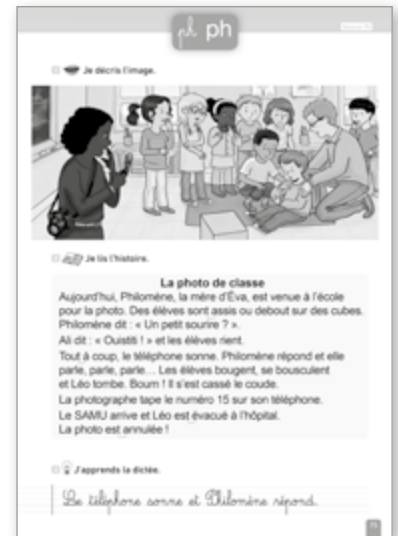 ph ph
Je décris l'image.
Je lis l'histoire.
La photo de classe
Aujourd'hui, Philomène, la mère d'Éva, est venue à l'école
pour la photo. Des élèves sont assis ou debout sur des cubes.
Philomène dit : « Un petit sourire ? ».
Ali dit : « Ouistiti ! » et les élèves rient.
Tout à coup, le téléphone sonne. Philomène répond et elle
parle, parle, parle... Les élèves bougent, se bousculent
et Léo tombe. Boum ! Il s'est cassé le coude.
La photographe tape le numéro 15 sur son téléphone.
Le SAMU arrive et Léo est évacué à l'hôpital.
La photo est annulée !
J'apprends la dictée.
Le téléphone sonne et Philomène répond.